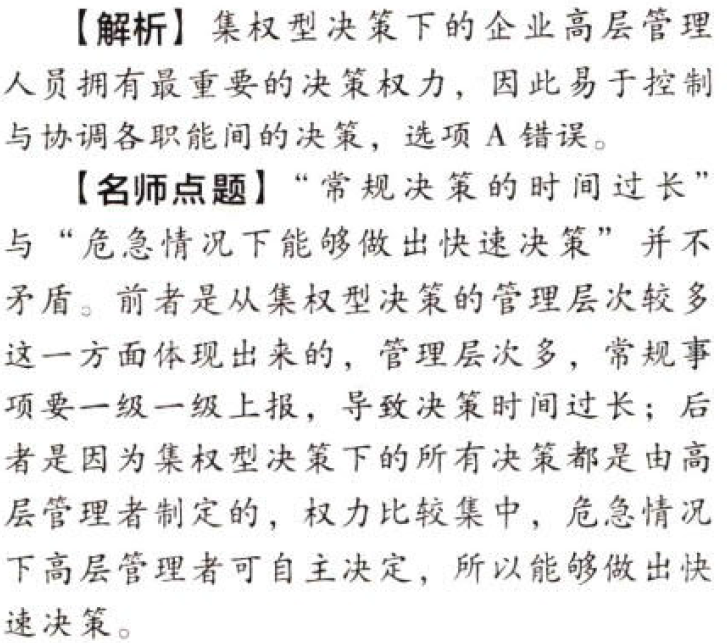 【解析】集权型决策下的企业高层管理
人员拥有最重要的决策权力，因此易于控制
与协调各职能间的决策，选项 A 错误。
【名师点题】“常规决策的时间过长”
与“危急情况下能够做出快速决策”并不
矛盾。前者是从集权型决策的管理层次较多
这一方面体现出来的，管理层次多，常规事
项要一级一级上报，导致决策时间过长；后
者是因为集权型决策下的所有决策都是由高
层管理者制定的，权力比较集中，危急情况
下高层管理者可自主决定，所以能够做出快
速决策。